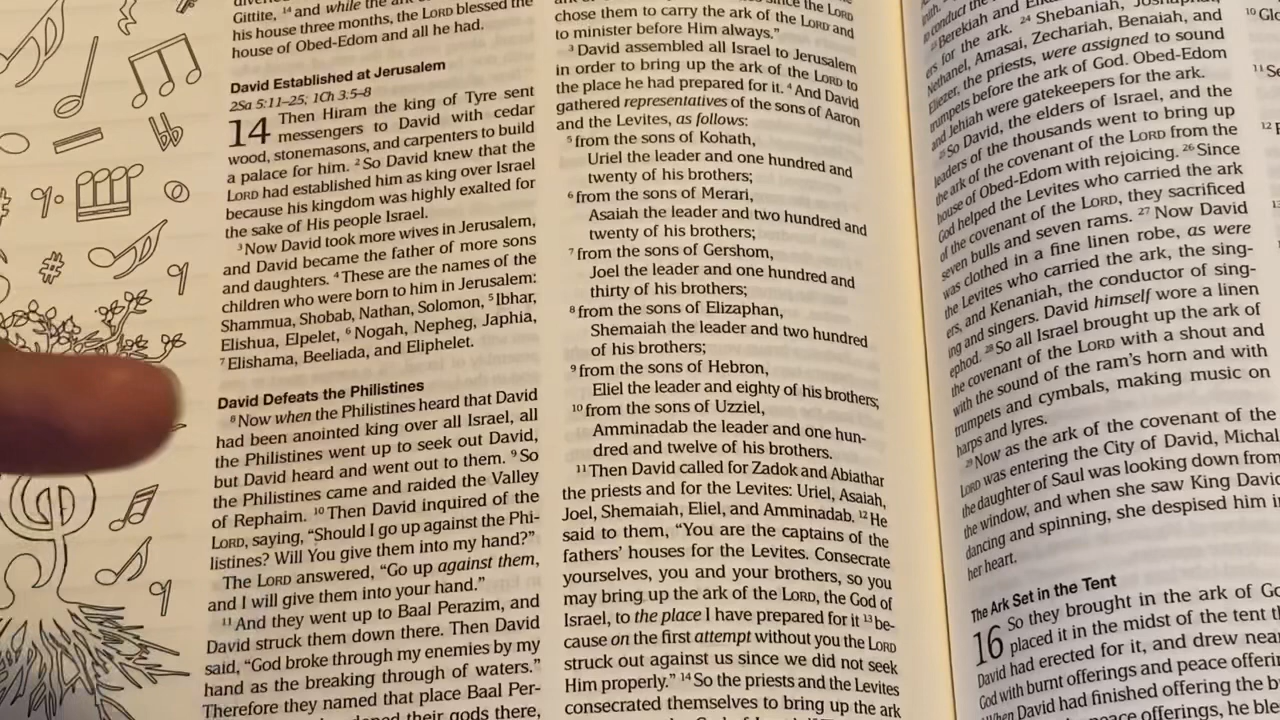 Gittite, 14 and while the ark
his house three months, the LORD blessed the
house of Obed-Edom and all he had.
David Established at Jerusalem
2Sa 5:11–25; 1Ch 3:5–8
14 Then Hiram the king of Tyre sent
messengers to David with cedar
wood, stonemasons, and carpenters to build
a palace for him. 2 So David knew that the
LORD had established him as king over Israel
because his kingdom was highly exalted for
the sake of His people Israel.
3 Now David took more wives in Jerusalem,
and David became the father of more sons
and daughters. 4 These are the names of the
children who were born to him in Jerusalem:
Shammua, Shobab, Nathan, Solomon, 5 Ibhar,
Elishua, Elpelet, 6 Nogah, Nepheg, Japhia,
7 Elishama, Beeliada, and Eliphelet.
David Defeats the Philistines
8 Now when the Philistines heard that David
had been anointed king over all Israel, all
the Philistines went up to seek out David,
but David heard and went out to them. 9 So
the Philistines came and raided the Valley
of Rephaim. 10 Then David inquired of the
LORD, saying, “Should I go up against the Phi-
listines? Will You give them into my hand?”
The LORD answered, “Go up against them,
and I will give them into your hand.”
11 And they went up to Baal Perazim, and
David struck them down there. Then David
said, “God broke through my enemies by my
hand as the breaking through of waters.”
Therefore they named that place Baal Per-
their gods there,
chose them to carry the ark of the LORD and
to minister before Him always.”
3 David assembled all Israel to Jerusalem
in order to bring up the ark of the LORD to
the place he had prepared for it. 4 And David
gathered representatives of the sons of Aaron
and the Levites, as follows:
5 from the sons of Kohath,
Uriel the leader and one hundred and
twenty of his brothers;
6 from the sons of Merari,
Asaiah the leader and two hundred and
twenty of his brothers;
7 from the sons of Gershom,
Joel the leader and one hundred and
thirty of his brothers;
8 from the sons of Elizaphan,
Shemaiah the leader and two hundred
of his brothers;
9 from the sons of Hebron,
Eliel the leader and eighty of his brothers;
10 from the sons of Uzziel,
Amminadab the leader and one hun-
dred and twelve of his brothers.
11 Then David called for Zadok and Abiathar
the priests and for the Levites: Uriel, Asaiah,
Joel, Shemaiah, Eliel, and Amminadab. 12 He
said to them, “You are the captains of the
fathers’ houses for the Levites. Consecrate
yourselves, you and your brothers, so you
may bring up the ark of the LORD, the God of
Israel, to the place I have prepared for it 13 be-
cause on the first attempt without you the LORD
struck out against us since we did not seek
Him properly.” 14 So the priests and the Levites
consecrated themselves to bring up the ark
conduct the
Berekiah and
ers for the ark. 24 Shebaniah,
Nethanel, Amasai, Zechariah, Benaiah, and
Eliezer, the priests, were assigned to sound
trumpets before the ark of God. Obed-Edom
and Jehiah were gatekeepers for the ark.
25 So David, the elders of Israel, and the
leaders of the thousands went to bring up
the ark of the covenant of the LORD from the
house of Obed-Edom with rejoicing. 26 Since
God helped the Levites who carried the ark
of the covenant of the LORD, they sacrificed
seven bulls and seven rams. 27 Now David
was clothed in a fine linen robe, as were
the Levites who carried the ark, the sing-
ers, and Kenaniah, the conductor of sing-
ing and singers. David himself wore a linen
ephod. 28 So all Israel brought up the ark of
the covenant of the LORD with a shout and
with the sound of the ram’s horn and with
trumpets and cymbals, making music on
harps and lyres.
29 Now as the ark of the covenant of the
LORD was entering the City of David, Michal
the daughter of Saul was looking down from
the window, and when she saw King David
dancing and spinning, she despised him in
her heart.
The Ark Set in the Tent
16 So they brought in the ark of
placed it in the midst of the tent
David had erected for it, and drew near
God with burnt offerings and peace
When David had finished offering the
peace offerings, he
10
11
12